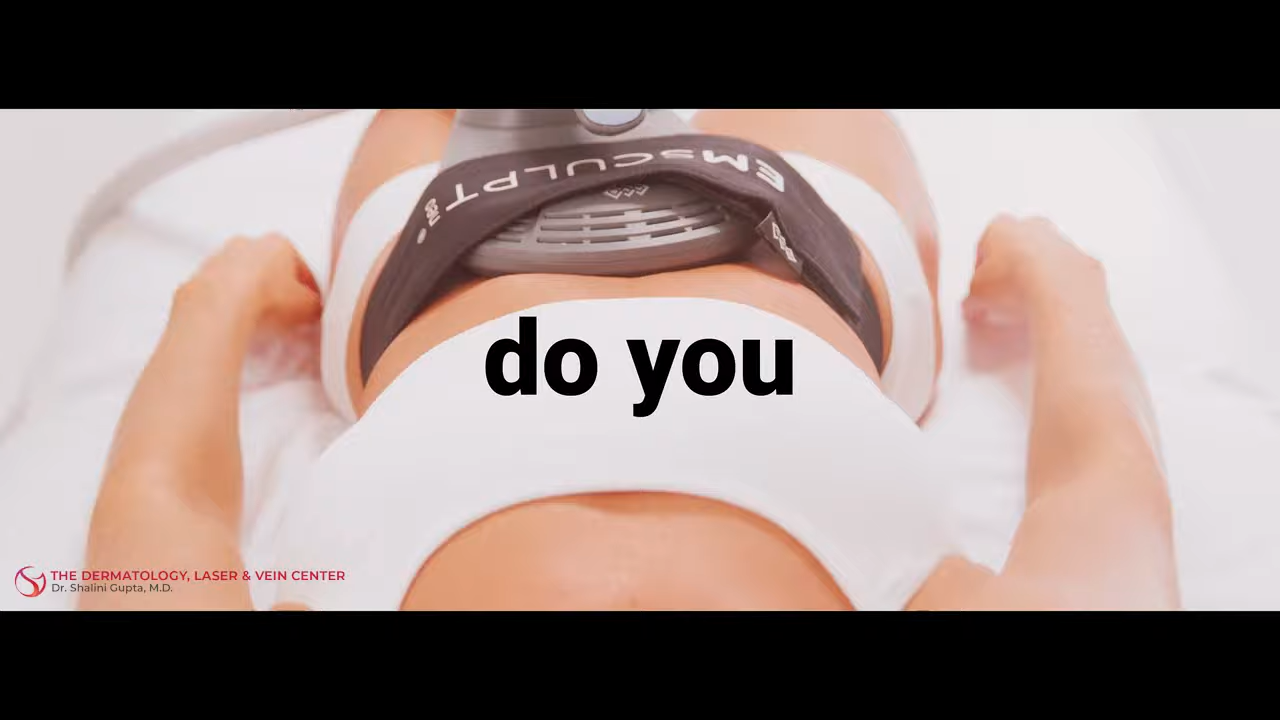 EMSCULPT
do you
THE DERMATOLOGY, LASER & VEIN CENTER
Dr. Shalini Gupta, M.D.